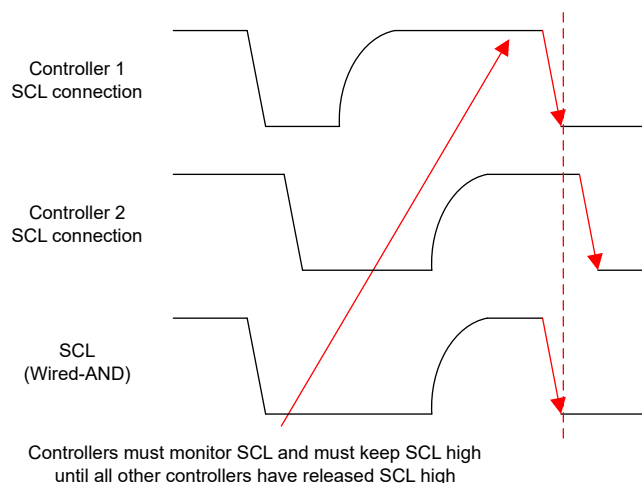 Controller 1
SCL connection
Controller 2
SCL connection
SCL
(Wired-AND)
Controllers must monitor SCL and must keep SCL high
until all other controllers have released SCL high